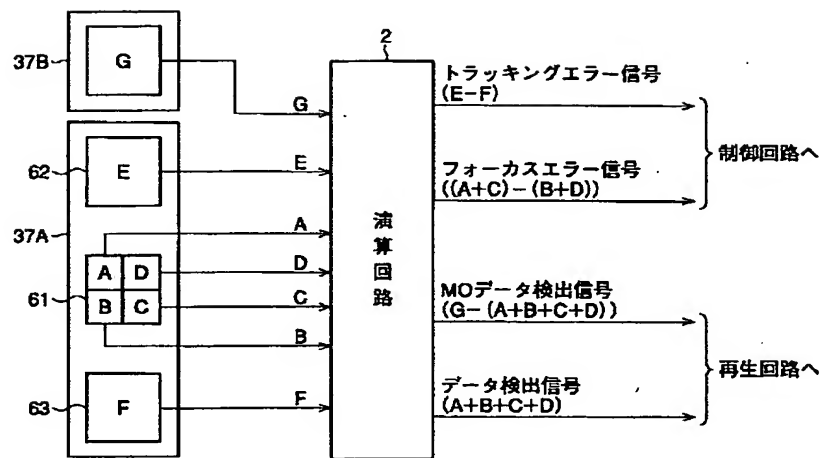 2
37B
G
G
トラッキングエラー信号
(E-F)
制御回路へ
62
E
E
フォーカスエラー信号
((A+C)-(B+D))
37A
演算回路
A
A D
D
61
B C
C
MOデータ検出信号
(G-(A+B+C+D))
B
再生回路へ
63
F
F
データ検出信号
(A+B+C+D)